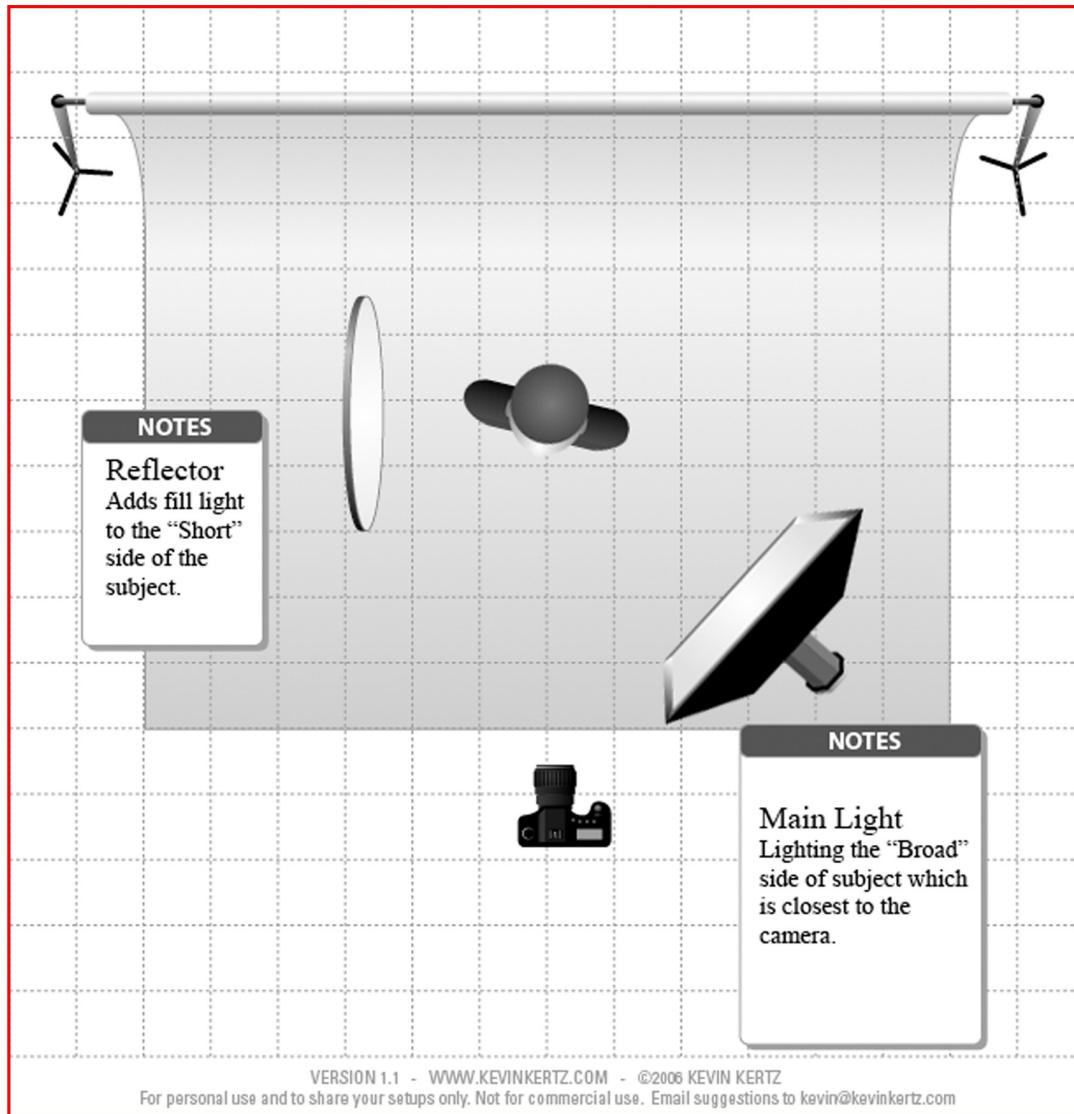 NOTES
Reflector
Adds fill light
to the “Short”
side of the
subject.
NOTES
Main Light
Lighting the “Broad”
side of subject which
is closest to the
camera.
VERSION 1.1 - WWW.KEVINKERTZ.COM - ©2006 KEVIN KERTZ
For personal use and to share your setups only. Not for commercial use. Email suggestions to kevin@kevinkertz.com